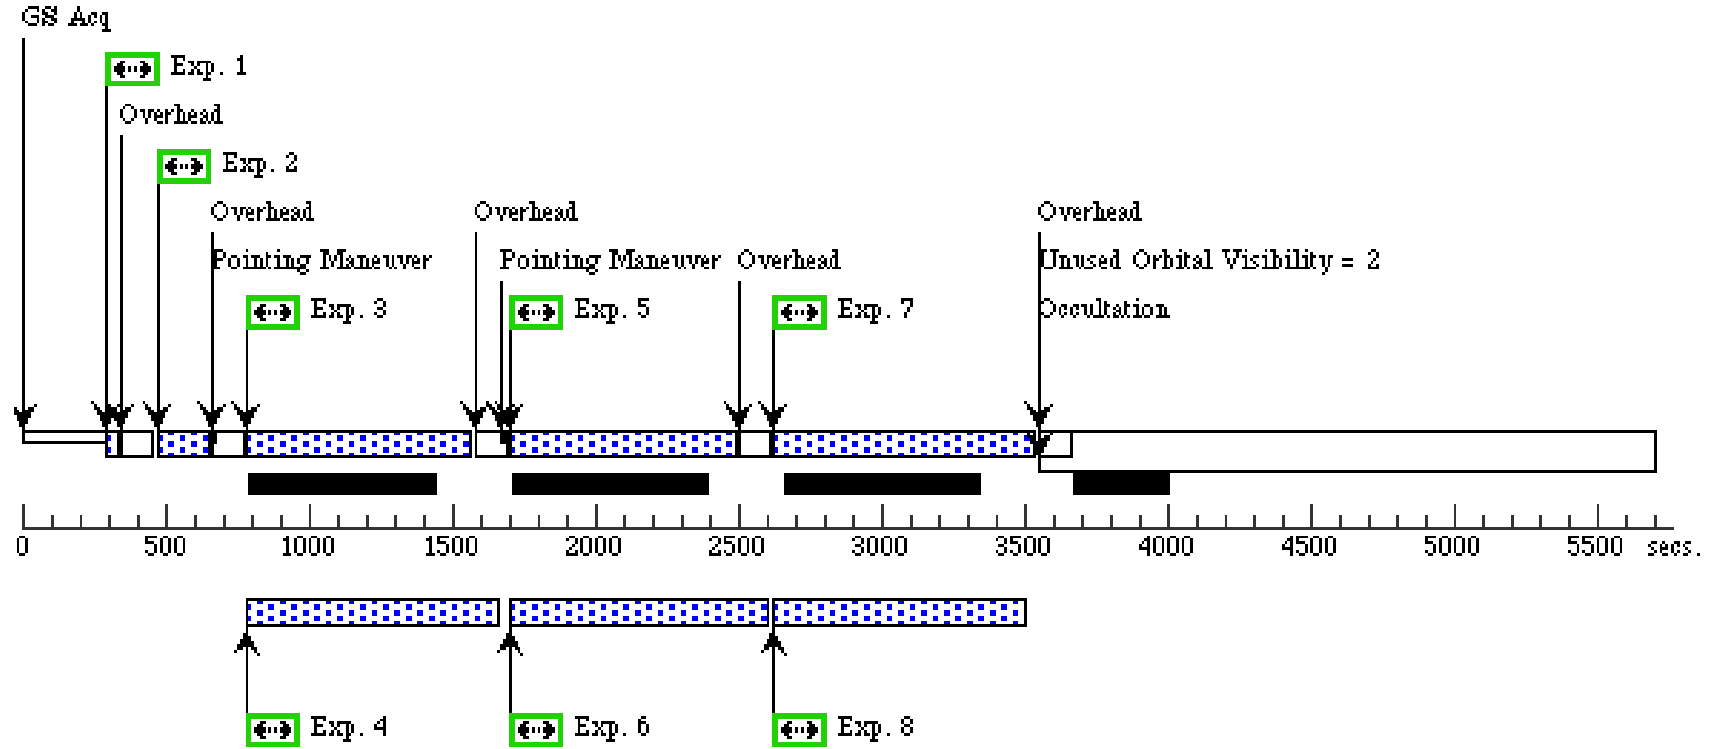 GS Acq
Exp. 1
Overhead
Exp. 2
Overhead Overhead Overhead
Pointing Maneuver Pointing Maneuver Overhead Unused Orbital Visibility = 2
Exp. 3 Exp. 5 Exp. 7 Occultation
0 500 1000 1500 2000 2500 3000 3500 4000 4500 5000 5500 secs.
Exp. 4 Exp. 6 Exp. 8